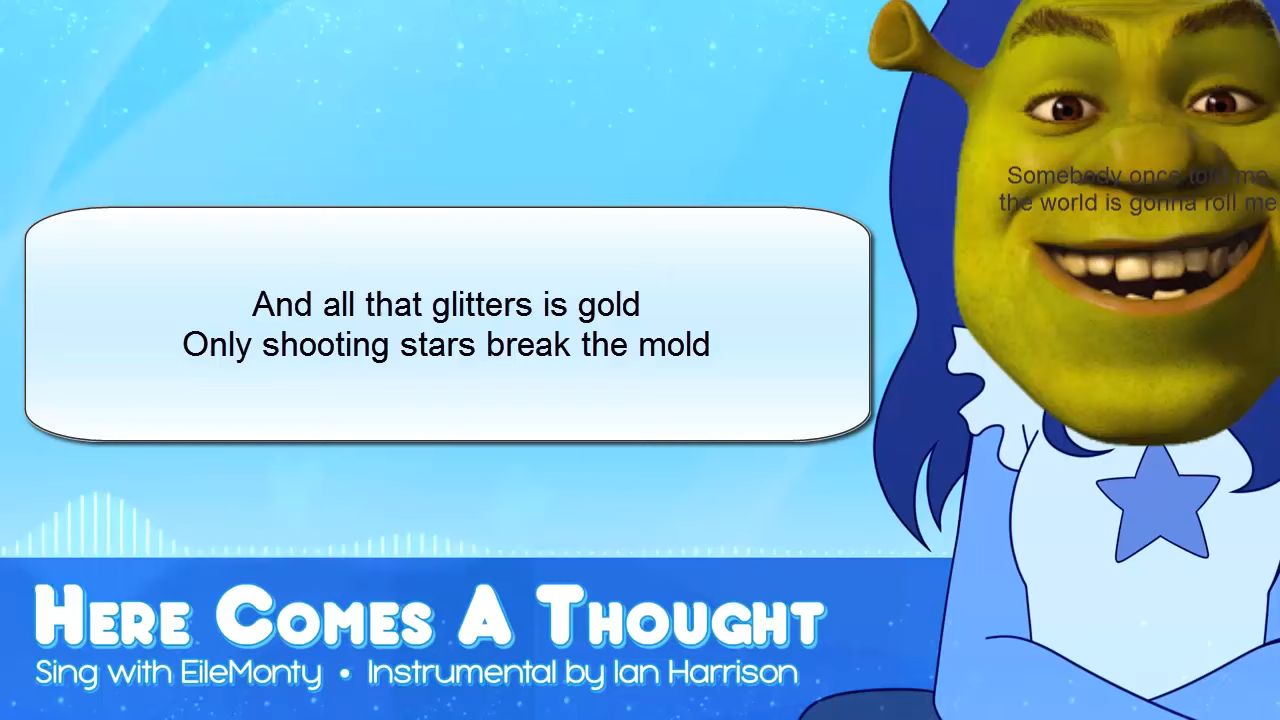 Somebody once told me
the world is gonna roll me
And all that glitters is gold
Only shooting stars break the mold
HERE COMES A THOUGHT
Sing with EileMonty • Instrumental by Ian Harrison